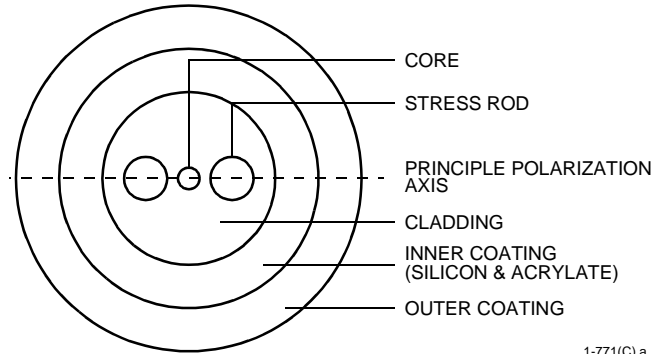 CORE
STRESS ROD
PRINCIPLE POLARIZATION
AXIS
CLADDING
INNER COATING
(SILICON & ACRYLATE)
OUTER COATING
1-771(C).a